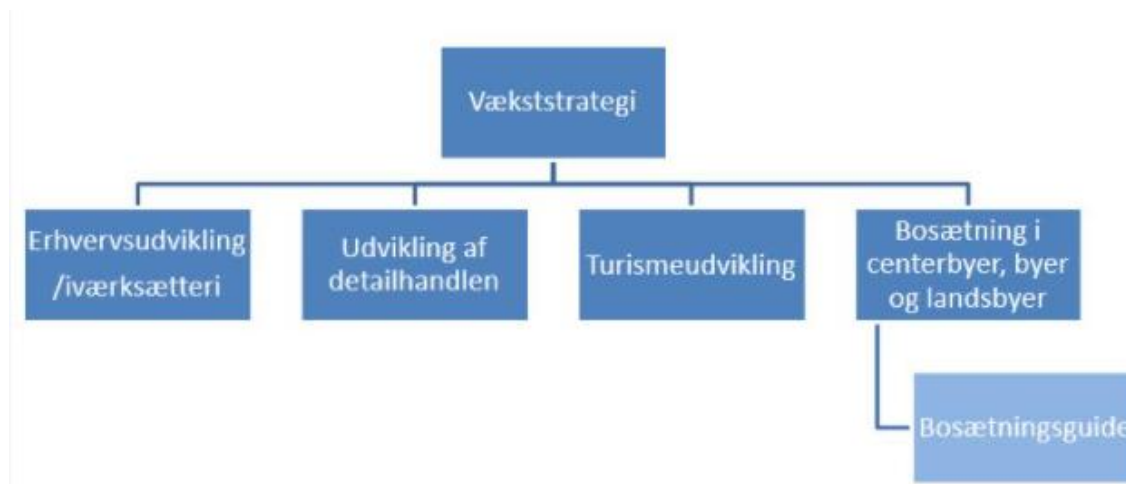 Vækststrategi
Erhvervsudvikling
/iværksætteri
Udvikling af
detailhandlen
Turismeudvikling
Bosætning i
centerbyer, byer
og landsbyer
Bosætningsguide